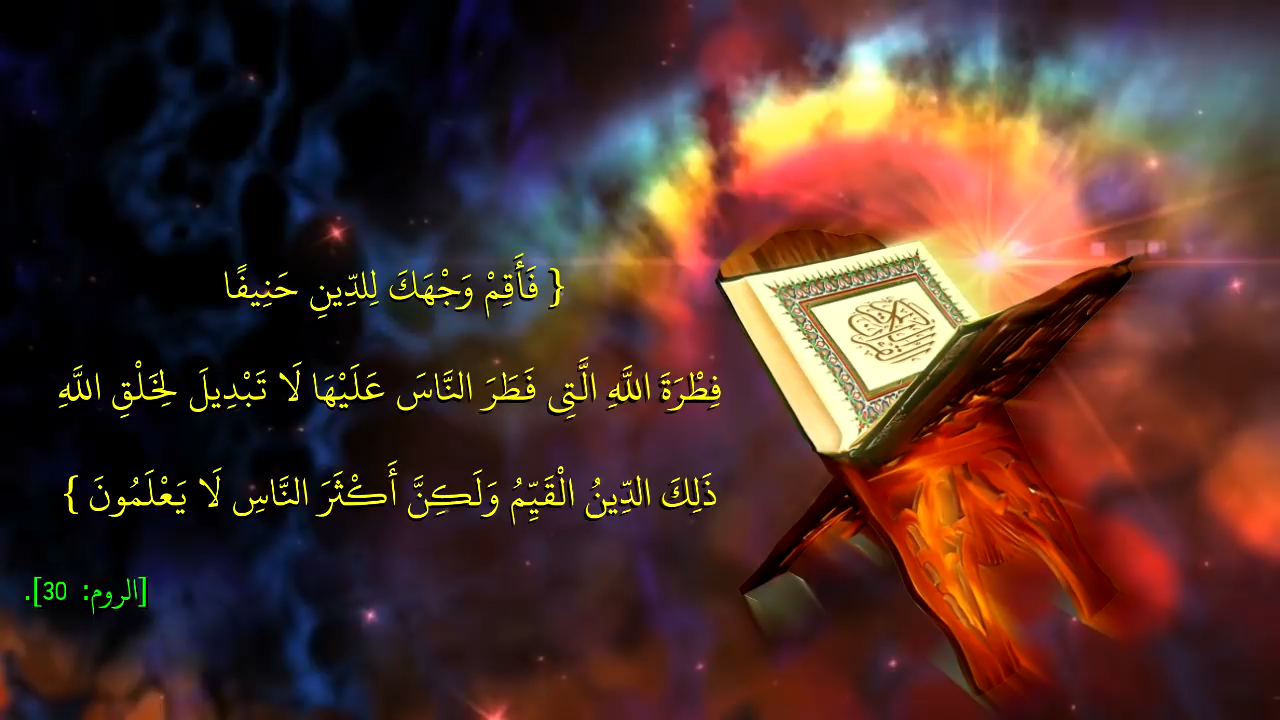 { فَأَقِمْ وَجْهَكَ لِلدِّينِ حَنِيفًا
فِطْرَةَ اللَّهِ الَّتِى فَطَرَ النَّاسَ عَلَيْهَا لَا تَبْدِيلَ لِخَلْقِ اللَّهِ
ذَلِكَ الدِّينُ الْقَيِّمُ وَلَكِنَّ أَكْثَرَ النَّاسِ لَا يَعْلَمُونَ }
[الروم: 30].